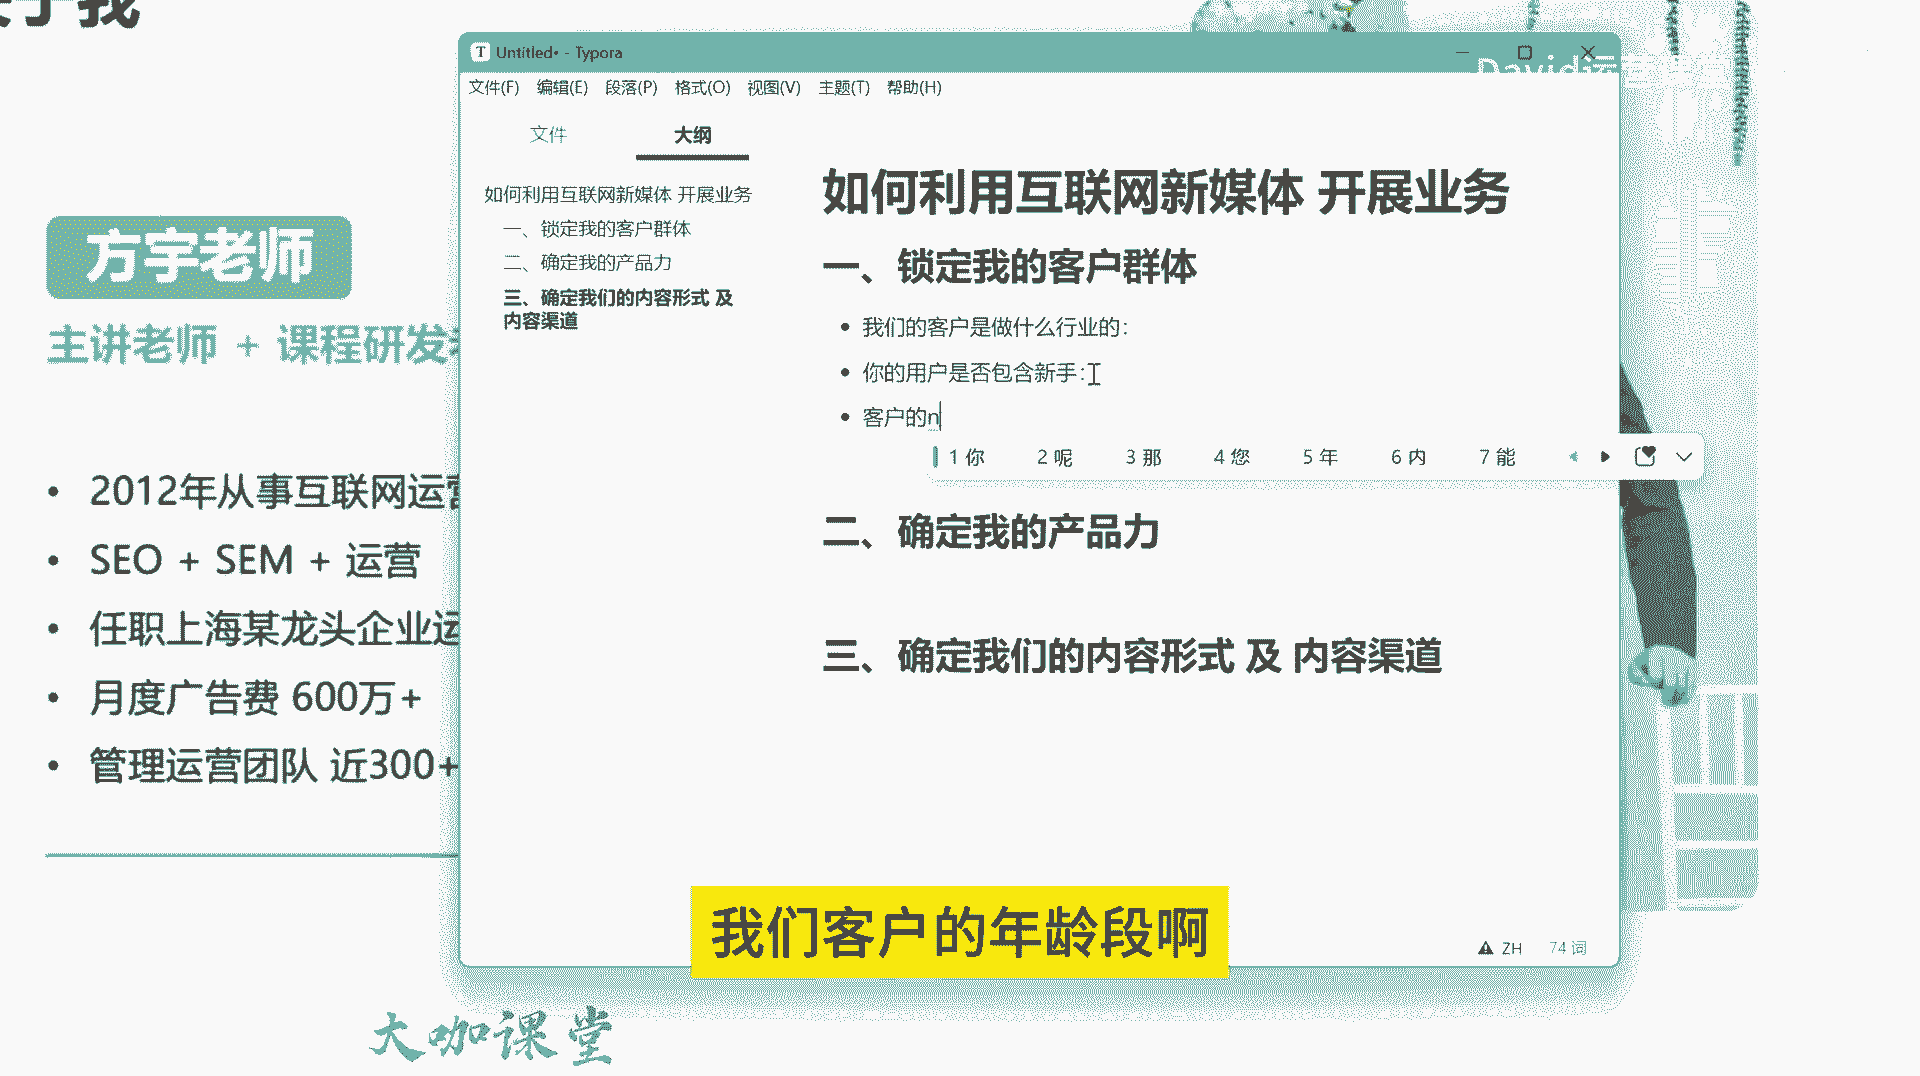 方宇老师
主讲老师 + 课程研发
2012年从事互联网运营
SEO + SEM + 运营
任职上海某龙头企业运
月度广告费 600万+
管理运营团队 近300+
Untitled• - Typora
文件(F) 编辑(E) 段落(P) 格式(O) 视图(V) 主题(T) 帮助(H)
文件 大纲
如何利用互联网新媒体 开展业务
一、锁定我的客户群体
二、确定我的产品力
三、确定我们的内容形式 及
内容渠道
如何利用互联网新媒体 开展业务
一、锁定我的客户群体
我们的客户是做什么行业的：
你的用户是否包含新手：
客户的n
1 你 2 呢 3 那 4 您 5 年 6 内 7 能
二、确定我的产品力
三、确定我们的内容形式 及 内容渠道
ZH 74 词
我们客户的年龄段啊
大咖课堂